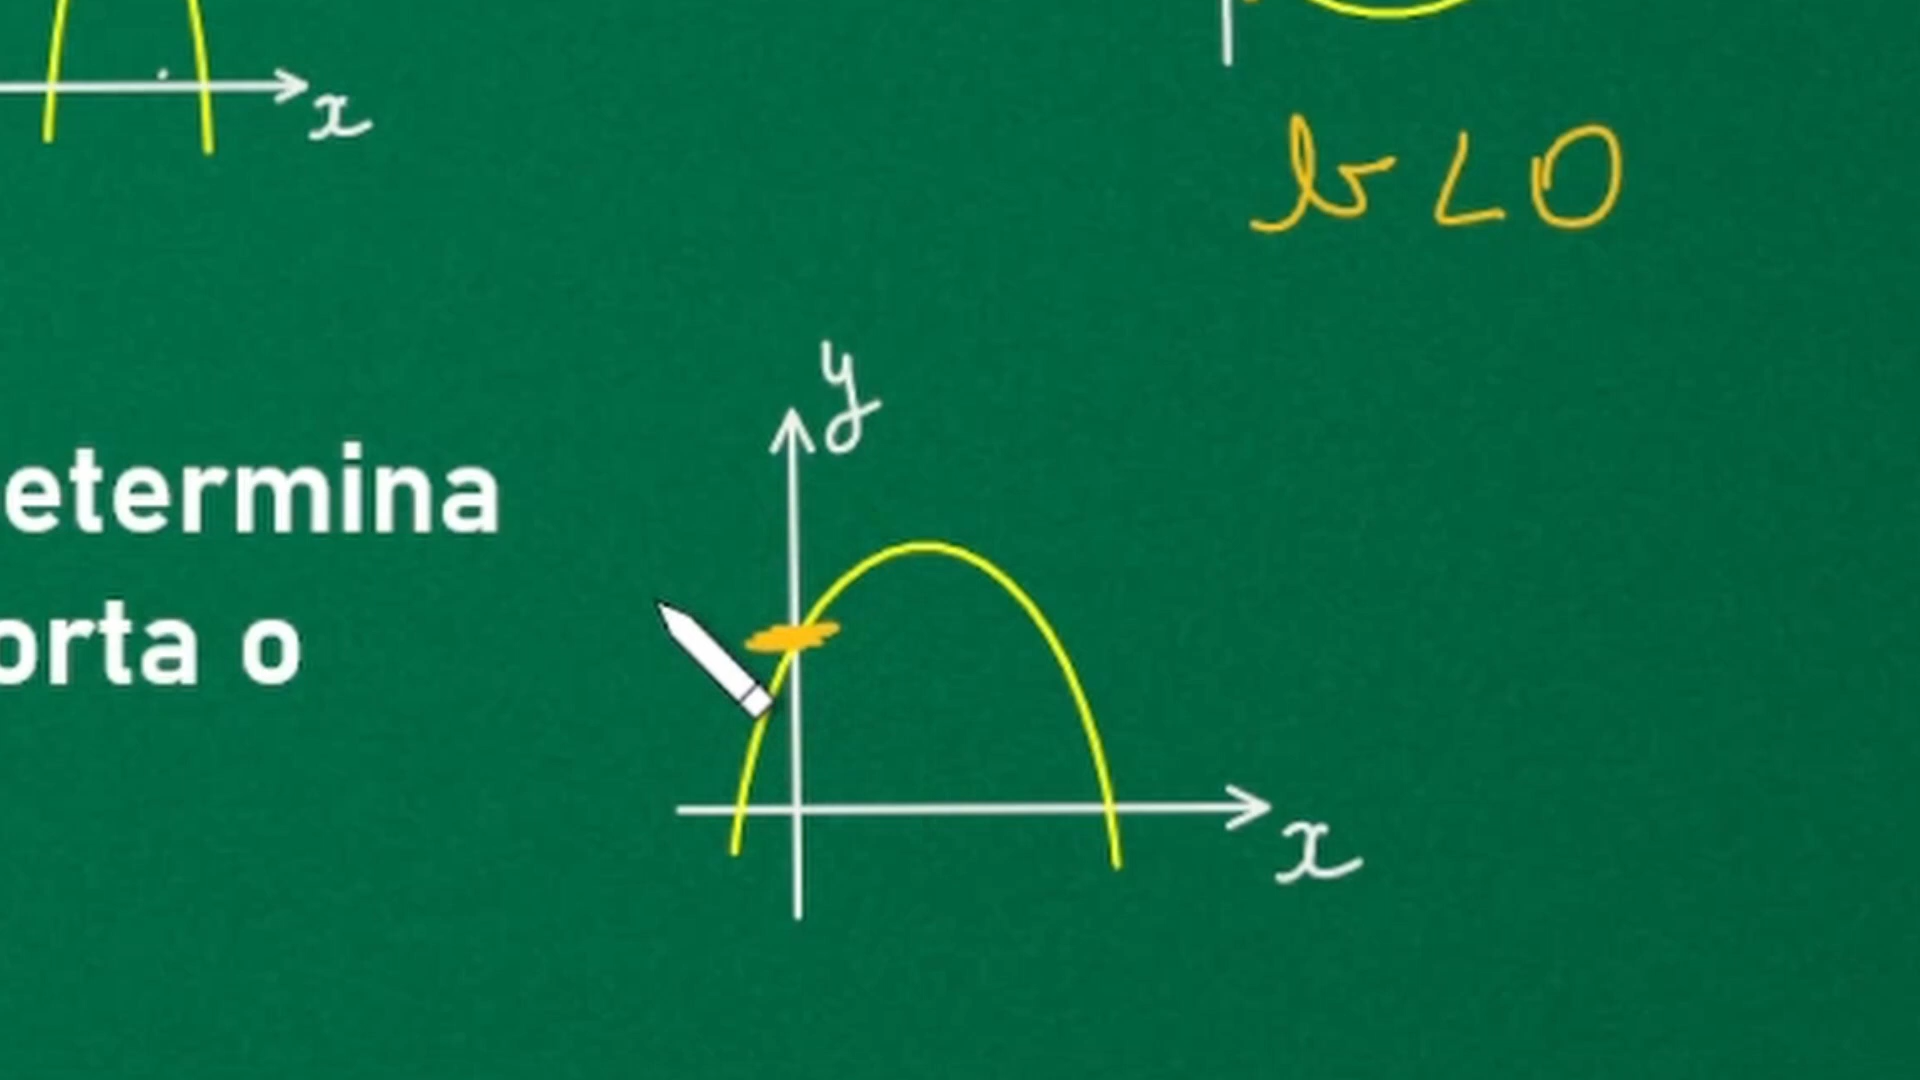 x
b < 0
y
etermina
orta o
x